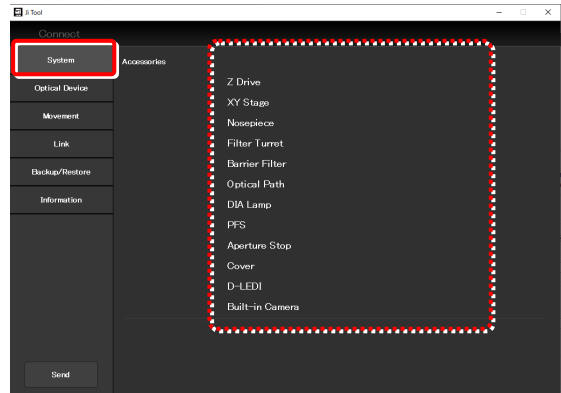 Ji Tool
Connect
System
Accessories
Z Drive
Optical Device
XY Stage
Movement
Nosepiece
Link
Filter Turret
Barrier Filter
Backup/Restore
Optical Path
Information
DIA Lamp
PFS
Aperture Stop
Cover
D-LEDI
Built-in Camera
Send